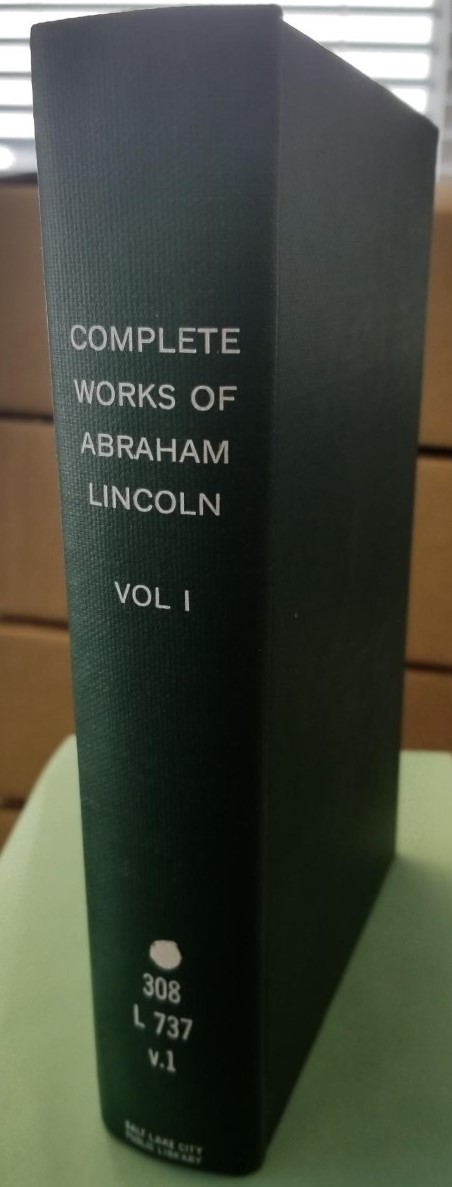 COMPLETE
WORKS OF
ABRAHAM
LINCOLN
VOL I
308
L 737
v.1
SALT LAKE CITY
PUBLIC LIBRARY